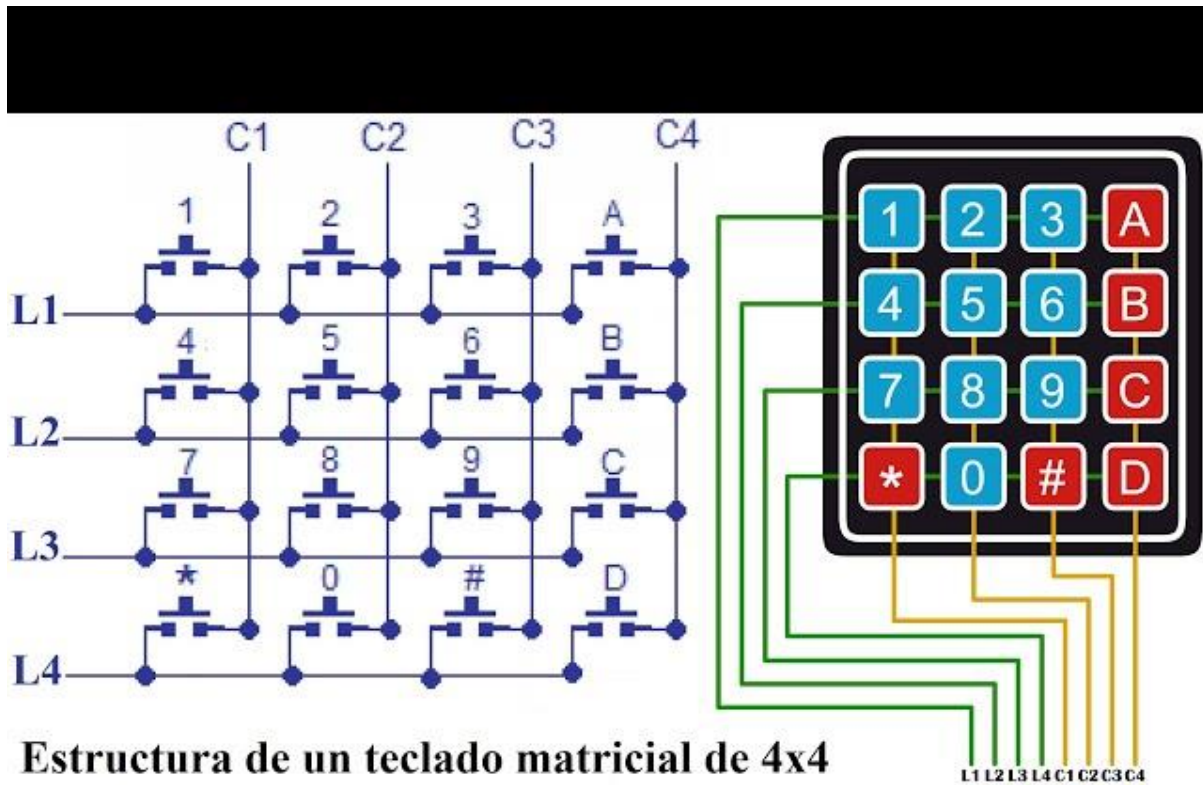 C1 C2 C3 C4
1 2 3 A
L1
4 5 6 B
L2
7 8 9 C
L3
* 0 # D
L4
1 2 3 A
4 5 6 B
7 8 9 C
* 0 # D
L1 L2 L3 L4 C1 C2 C3 C4
Estructura de un teclado matricial de 4x4